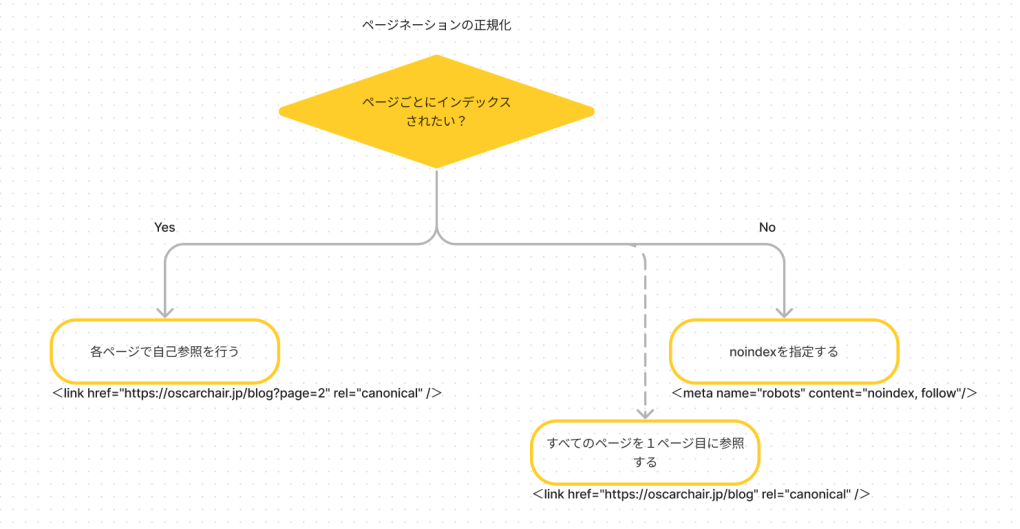 ページネーションの正規化
ページごとにインデックス
されたい？
Yes
No
各ページで自己参照を行う
noindexを指定する
＜link href="https://oscarchair.jp/blog?page=2" rel="canonical" />
＜meta name="robots" content="noindex, follow"/>
すべてのページを１ページ目に参照
する
＜link href="https://oscarchair.jp/blog" rel="canonical" />